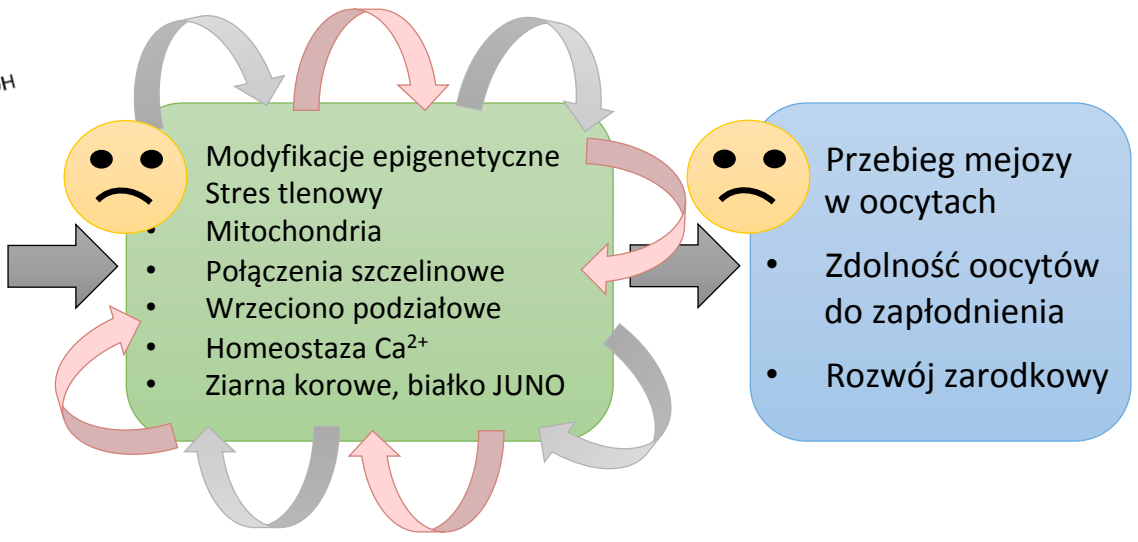 Modyfikacje epigenetyczne
Stres tlenowy
• Mitochondria
• Połączenia szczelinowe
• Wrzeciono podziałowe
• Homeostaza Ca²⁺
• Ziarna korowe, białko JUNO
Przebieg mejozy
w oocytach
• Zdolność oocytów
do zapłodnienia
• Rozwój zarodkowy